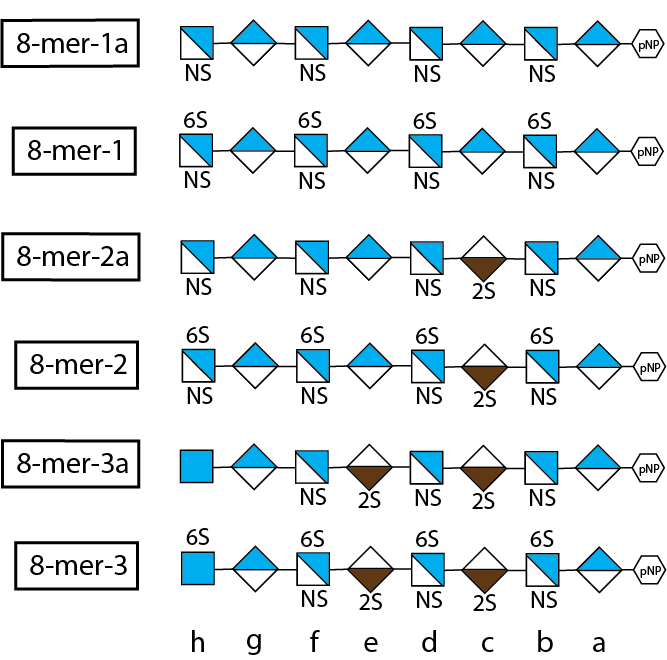 8-mer-1a
pNP
NS NS NS NS
6S 6S 6S 6S
8-mer-1
pNP
NS NS NS NS
8-mer-2a
pNP
NS NS NS 2S NS
6S 6S 6S 6S
8-mer-2
pNP
NS NS NS 2S NS
8-mer-3a
pNP
NS 2S NS 2S NS
6S 6S 6S 6S
8-mer-3
pNP
NS 2S NS 2S NS
h g f e d c b a